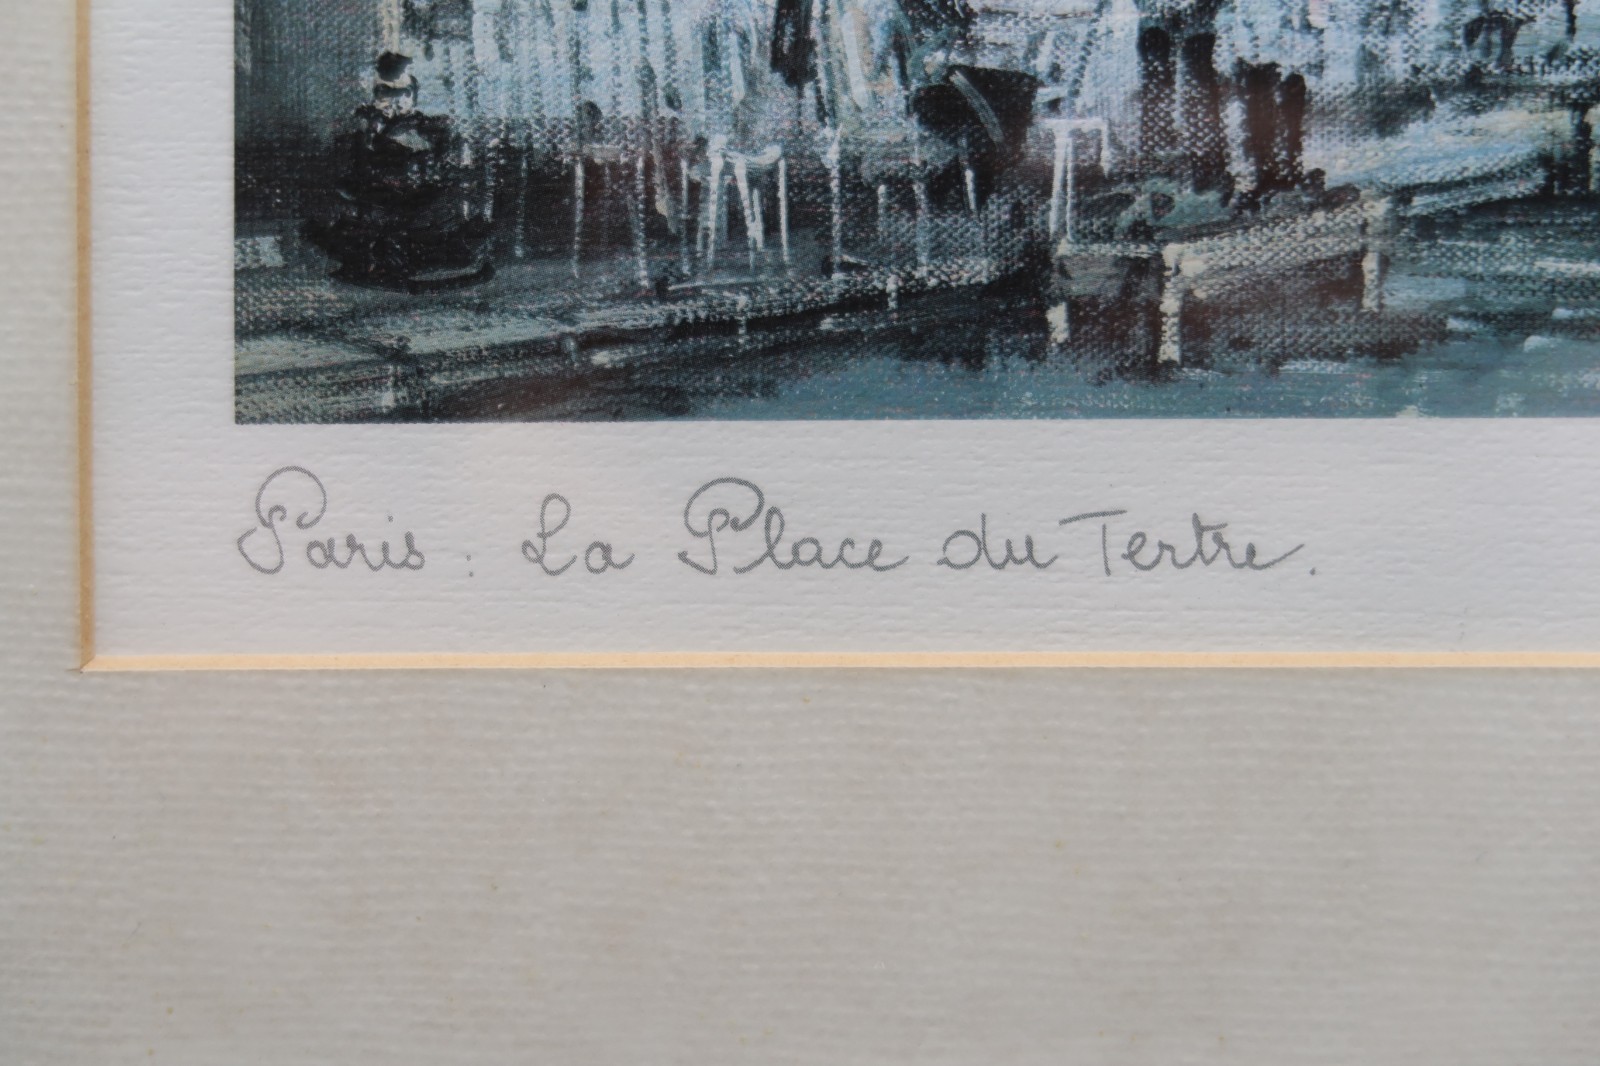 Paris : La Place du Tertre.